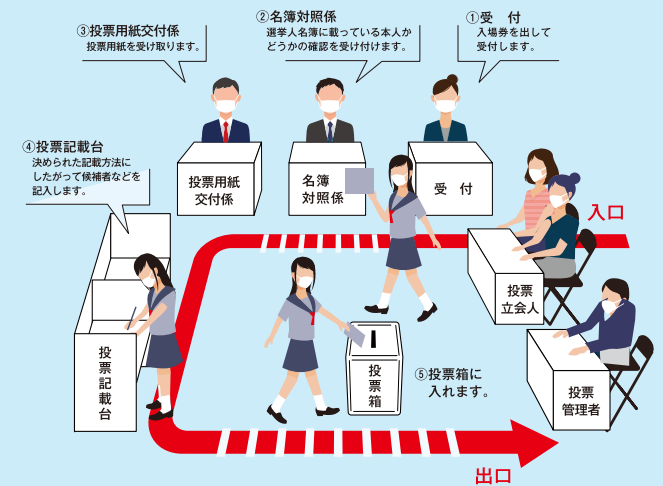 ①受　付
入場券を出して
受付します。
②名簿対照係
選挙人名簿に載っている本人か
どうかの確認を受け付けます。
③投票用紙交付係
投票用紙を受け取ります。
④投票記載台
決められた記載方法に
したがって候補者などを
記入します。
投票用紙
交付係
名簿
対照係
受　付
入口
投票
立会人
投票記載台
投票箱
⑤投票箱に
入れます。
投票
管理者
出口